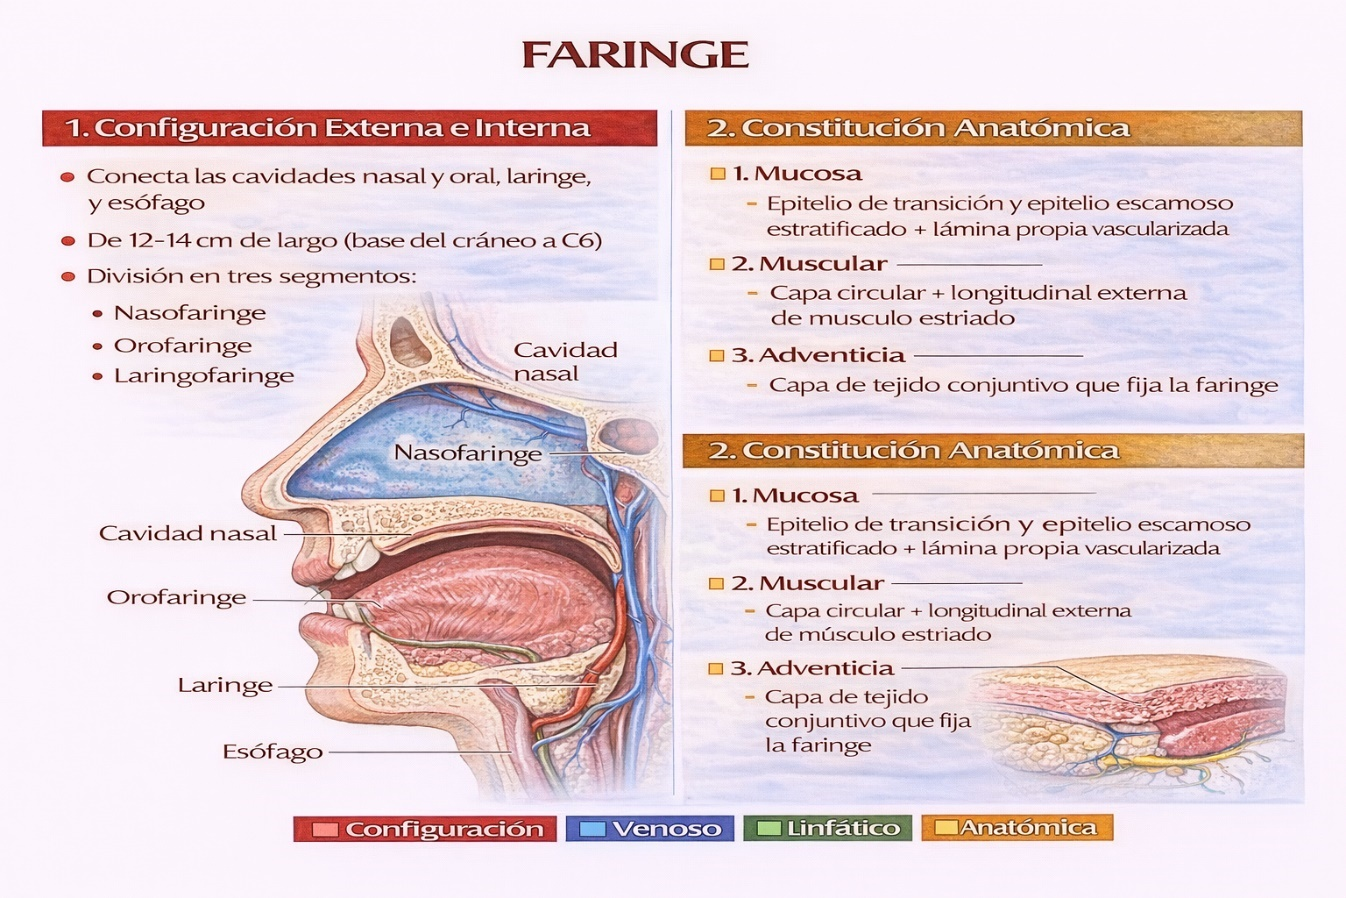 FARINGE
1. Configuración Externa e Interna
Conecta las cavidades nasal y oral, laringe,
y esófago
De 12-14 cm de largo (base del cráneo a C6)
División en tres segmentos:
Nasofaringe
Orofaringe
Laringofaringe
Cavidad
nasal
Nasofaringe
Cavidad nasal
Orofaringe
Laringe
Esófago
2. Constitución Anatómica
1. Mucosa
- Epitelio de transición y epitelio escamoso
estratificado + lámina propia vascularizada
2. Muscular
- Capa circular + longitudinal externa
de musculo estriado
3. Adventicia
- Capa de tejido conjuntivo que fija la faringe
2. Constitución Anatómica
1. Mucosa
- Epitelio de transición y epitelio escamoso
estratificado + lámina propia vascularizada
2. Muscular
- Capa circular + longitudinal externa
de músculo estriado
3. Adventicia
- Capa de tejido
conjuntivo que fija
la faringe
Configuración
Venoso
Linfático
Anatómica